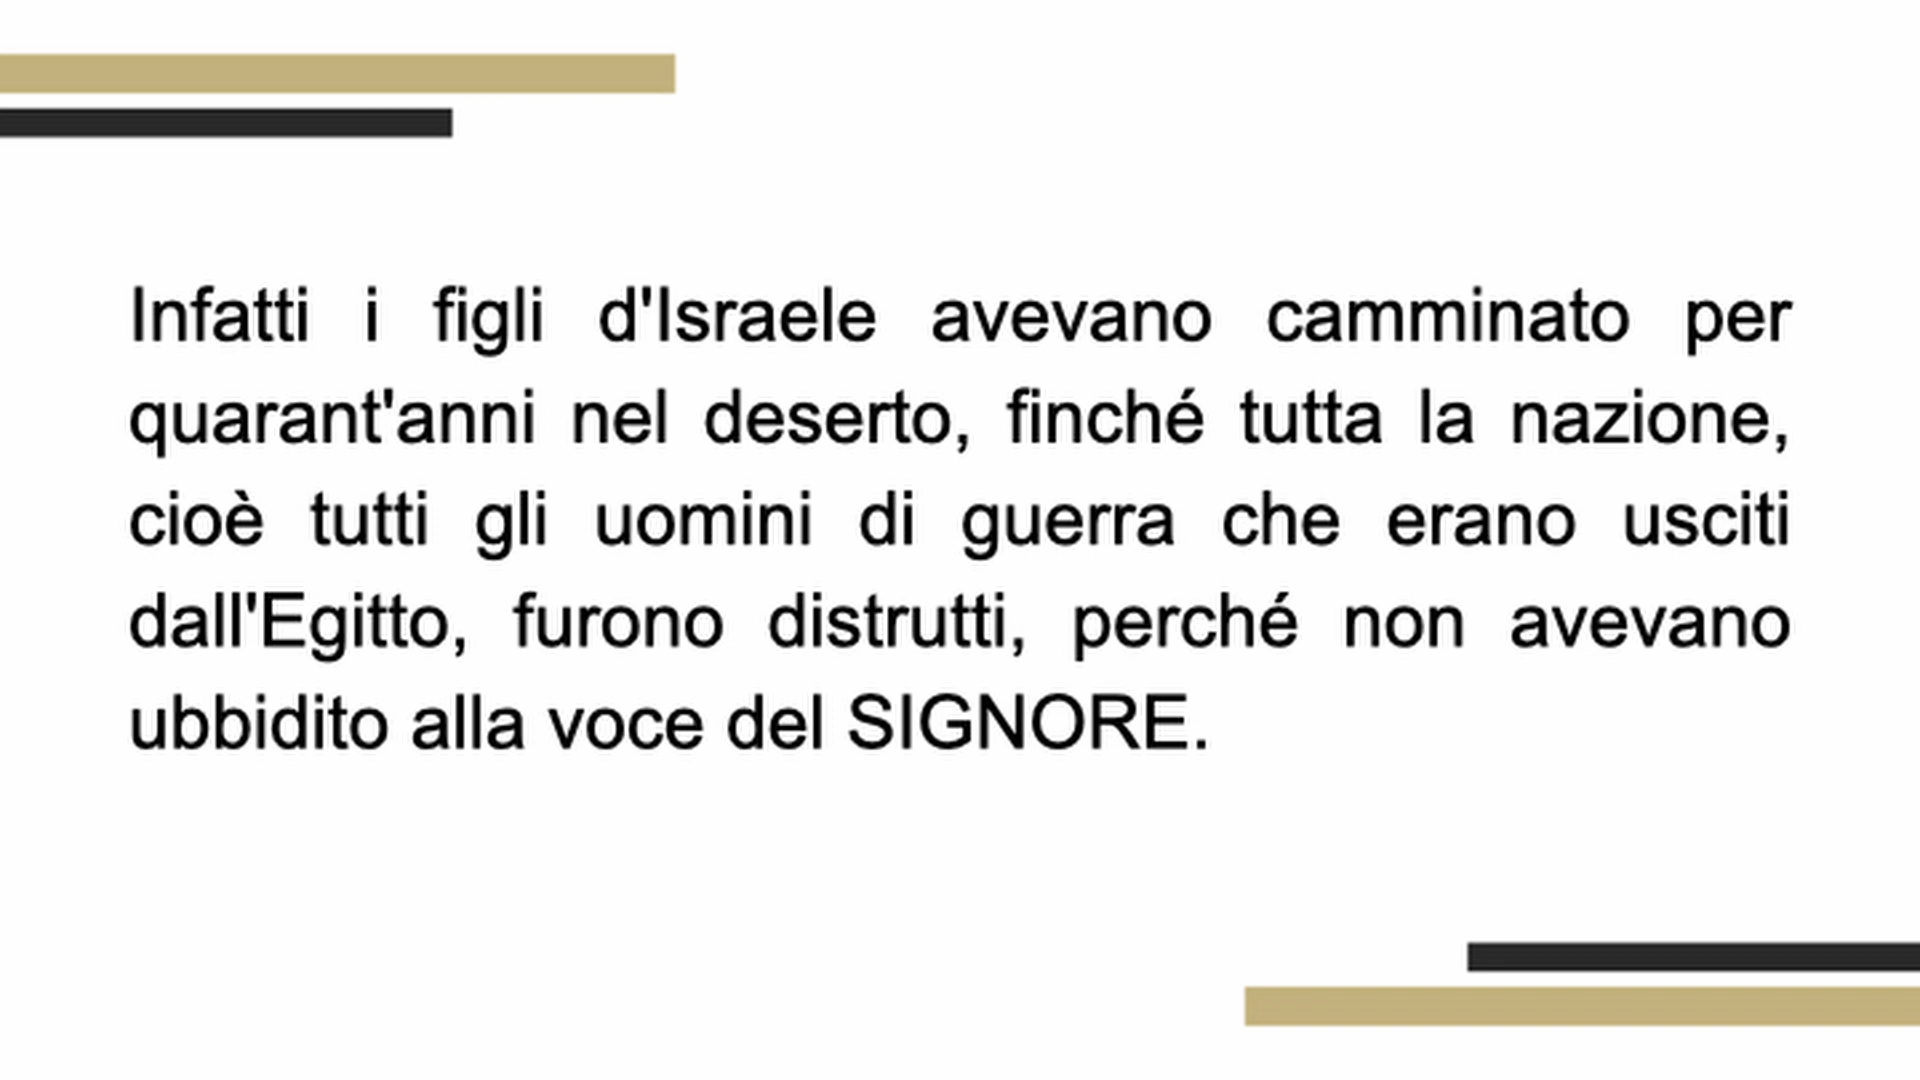 Infatti i figli d'Israele avevano camminato per
quarant'anni nel deserto, finché tutta la nazione,
cioè tutti gli uomini di guerra che erano usciti
dall'Egitto, furono distrutti, perché non avevano
ubbidito alla voce del SIGNORE.